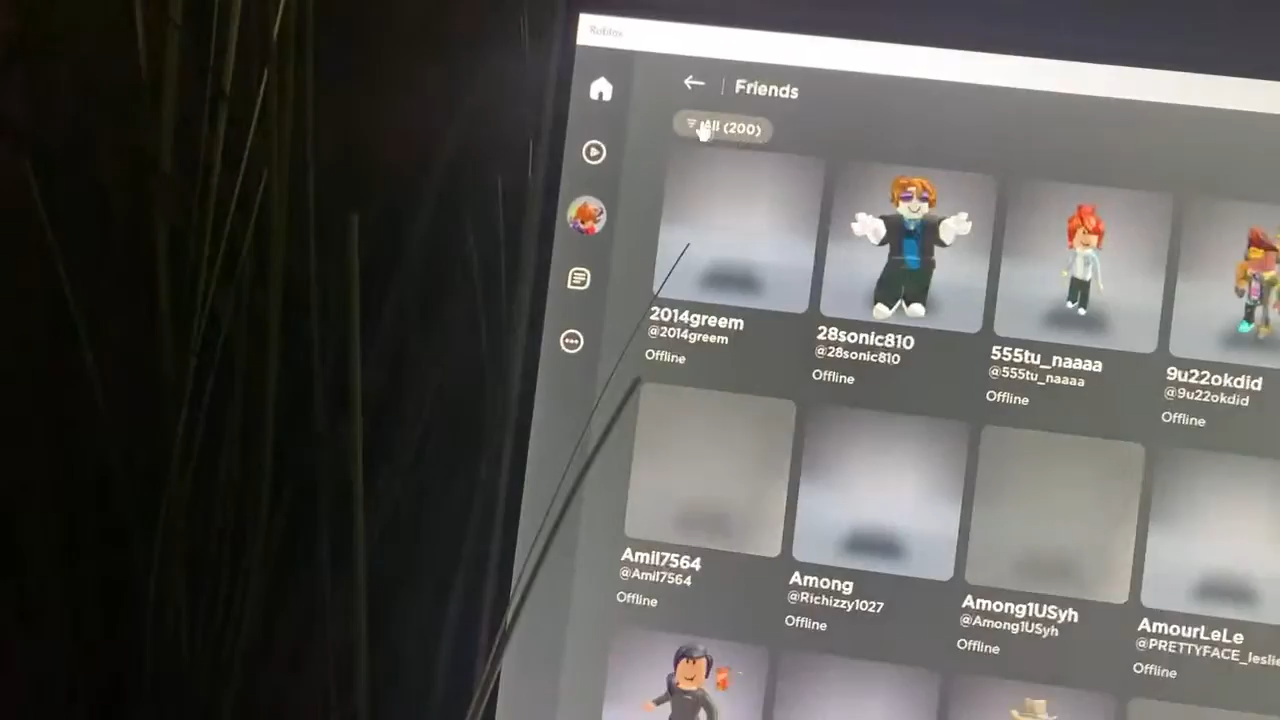 Roblox
Friends
All (200)
2014greem
@2014greem
Offline
28sonic810
@28sonic810
Offline
555tu_naaaa
@555tu_naaaa
Offline
9u22okdid
@9u22okdid
Offline
Amil7564
@Amil7564
Offline
Among
@Richizzy1027
Offline
Among1USyh
@Among1USyh
Offline
AmourLeLe
@PRETTYFACE_leslie
Offline